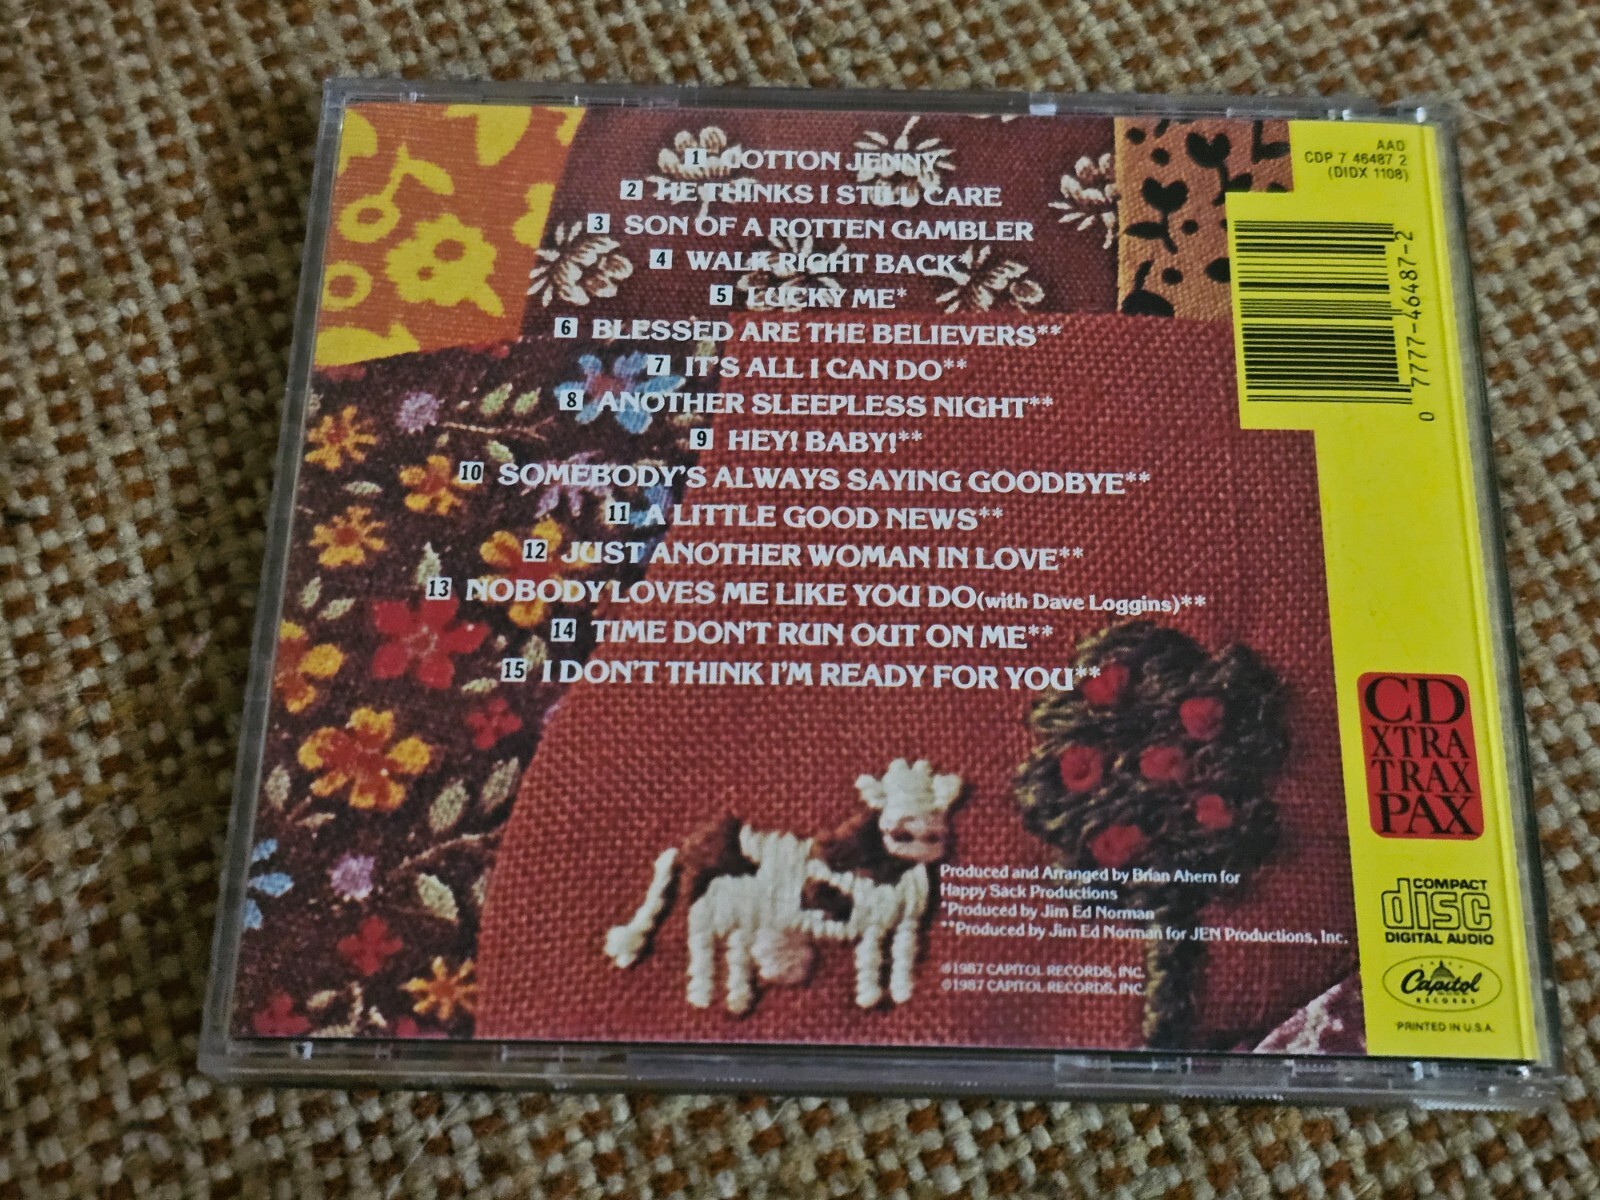 1 COTTON JENNY
2 HE THINKS I STILL CARE
3 SON OF A ROTTEN GAMBLER
4 WALK RIGHT BACK*
5 LUCKY ME*
6 BLESSED ARE THE BELIEVERS**
7 IT'S ALL I CAN DO**
8 ANOTHER SLEEPLESS NIGHT**
9 HEY! BABY!**
10 SOMEBODY'S ALWAYS SAYING GOODBYE**
11 A LITTLE GOOD NEWS**
12 JUST ANOTHER WOMAN IN LOVE**
13 NOBODY LOVES ME LIKE YOU DO(with Dave Loggins)**
14 TIME DON'T RUN OUT ON ME**
15 I DON'T THINK I'M READY FOR YOU**
Produced and Arranged by Brian Ahern for
Happy Sack Productions
*Produced by Jim Ed Norman
**Produced by Jim Ed Norman for JEN Productions, Inc.
℗1987 CAPITOL RECORDS, INC.
©1987 CAPITOL RECORDS, INC.
AAD
CDP 7 46487 2
(DIDX 1108)
0 7777-46487-2
CD
XTRA
TRAX
PAX
COMPACT
disc
DIGITAL AUDIO
Capitol
RECORDS
PRINTED IN U.S.A.